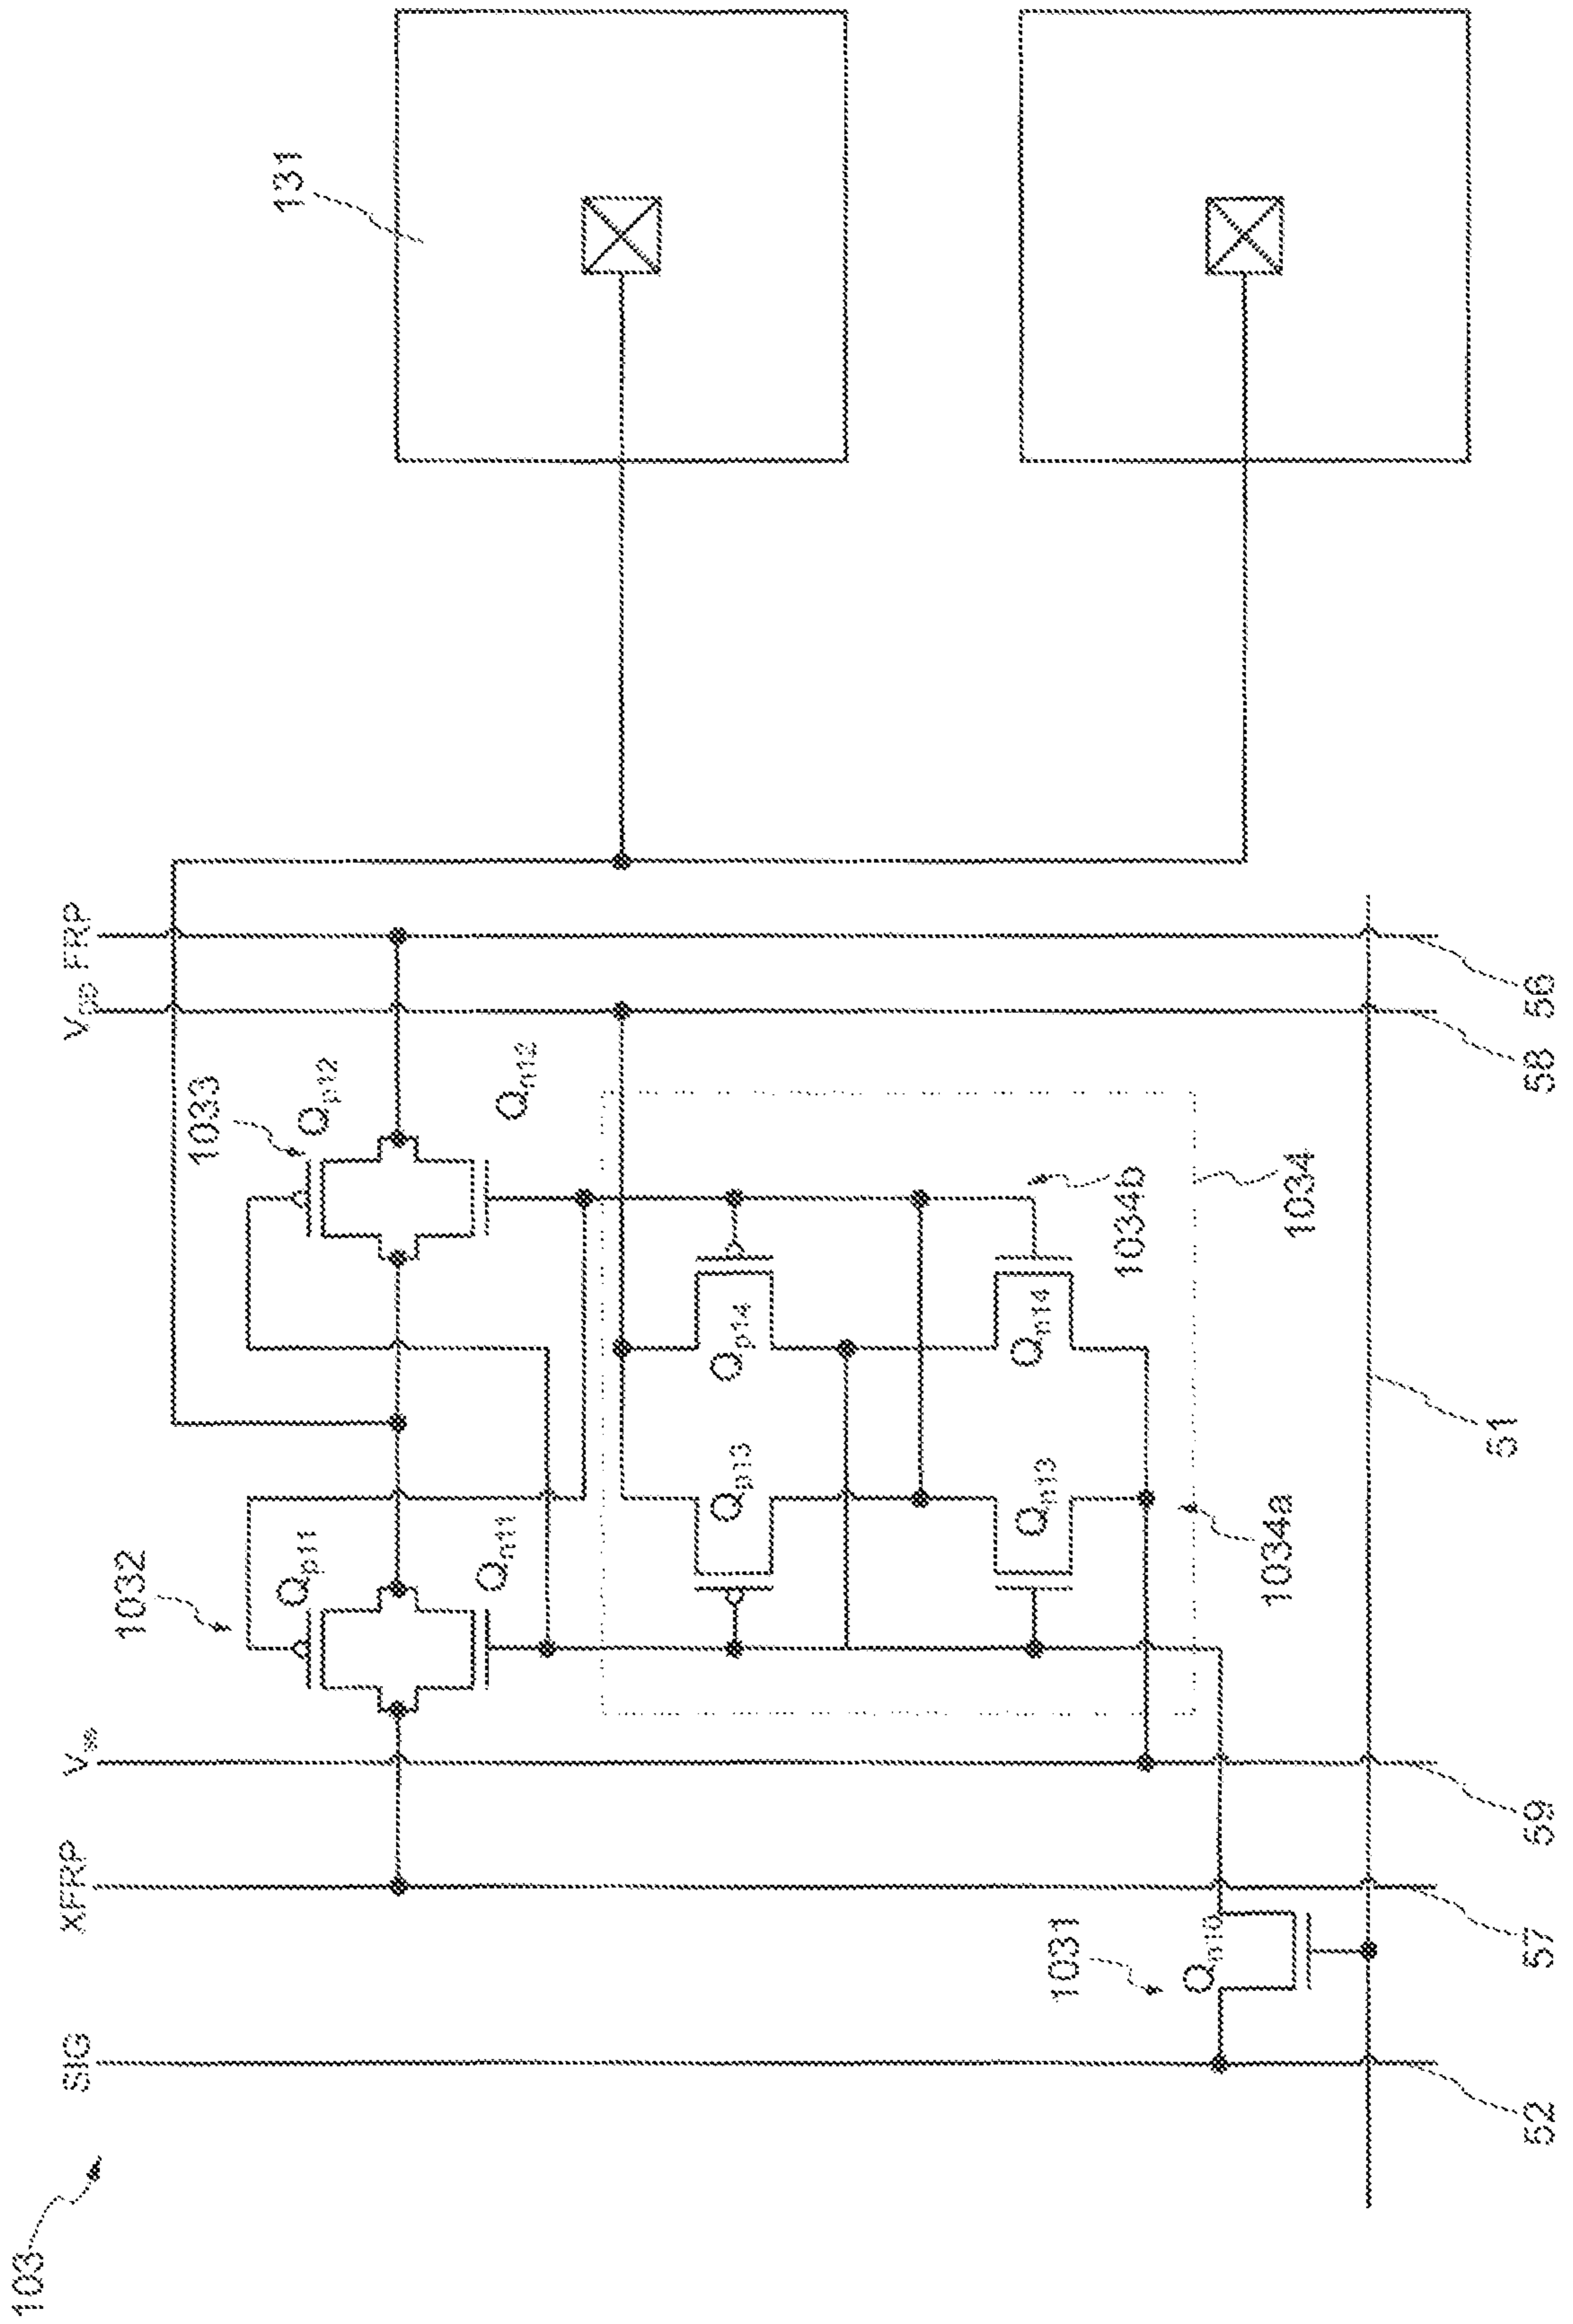 103
SIG
XFRP
Vss
VDD
FRP
1032
1033
131
Qp11
Qp12
Qn11
Qn12
Qp13
Qp14
Qn13
Qn14
1031
1034b
Qn10
1034a
1034
51
52
57
59
58
56